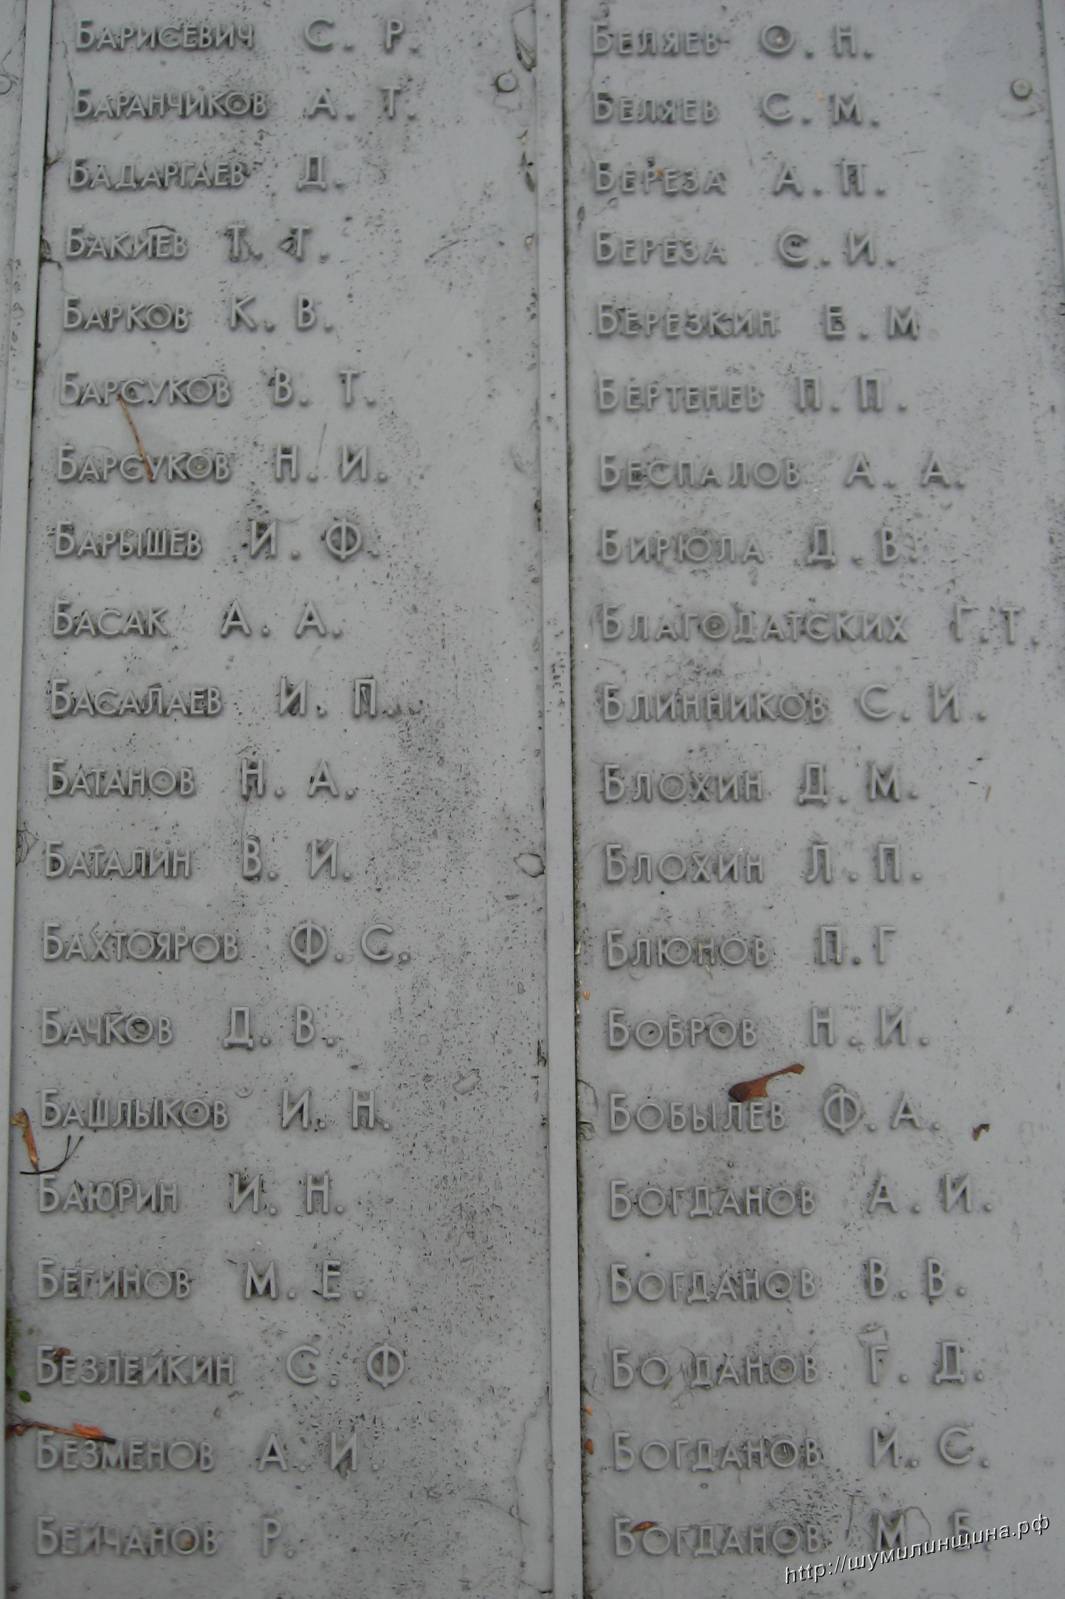 Барисевич С. Р.
Баранчиков А. Т.
Бадаргаев Д.
Бакиев Т. Т.
Барков К. В.
Барсуков В. Т.
Барсуков Н. И.
Барышев И. Ф.
Басак А. А.
Басалаев И. П.
Батанов Н. А.
Баталин В. И.
Бахтояров Ф. С.
Бачков Д. В.
Башлыков И. Н.
Баюрин И. Н.
Бегинов М. Е.
Безлейкин С. Ф
Безменов А. И.
Бейчанов Р.
Беляев О. Н.
Беляев С. М.
Береза А. П.
Береза С. И.
Березкин Е. М
Бертенев П. П.
Беспалов А. А.
Бирюла Д. В.
Благодатских Г. Т.
Блинников С. И.
Блохин Д. М.
Блохин Л. П.
Блюнов П. Г
Бобров Н. И.
Бобылев Ф. А.
Богданов А. И.
Богданов В. В.
Бо данов Г. Д.
Богданов И. С.
Богданов М. Е.
http://шумилинщина.рф